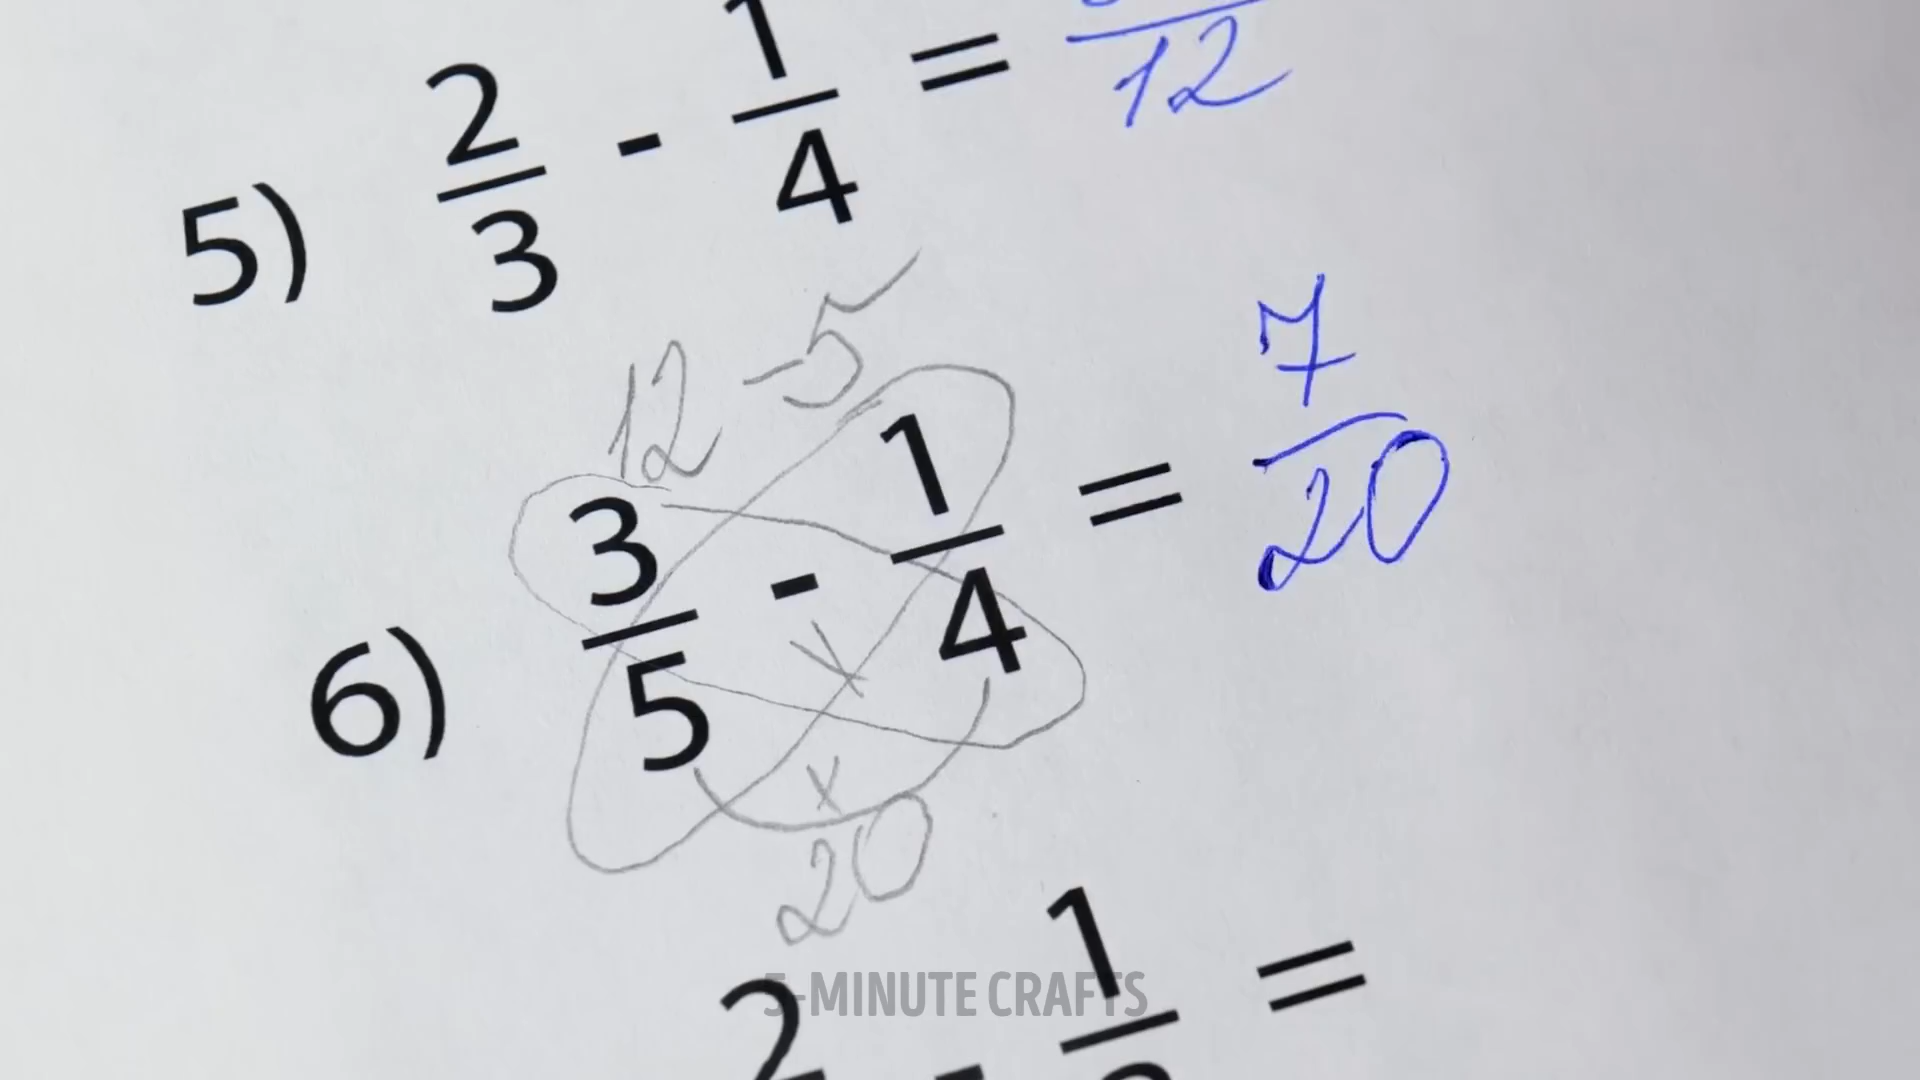 5) 2/3 - 1/4 = /12
12 - 5
6) 3/5 - 1/4 = 7/20
x
x
20
2 - 1 =
5-MINUTE CRAFTS